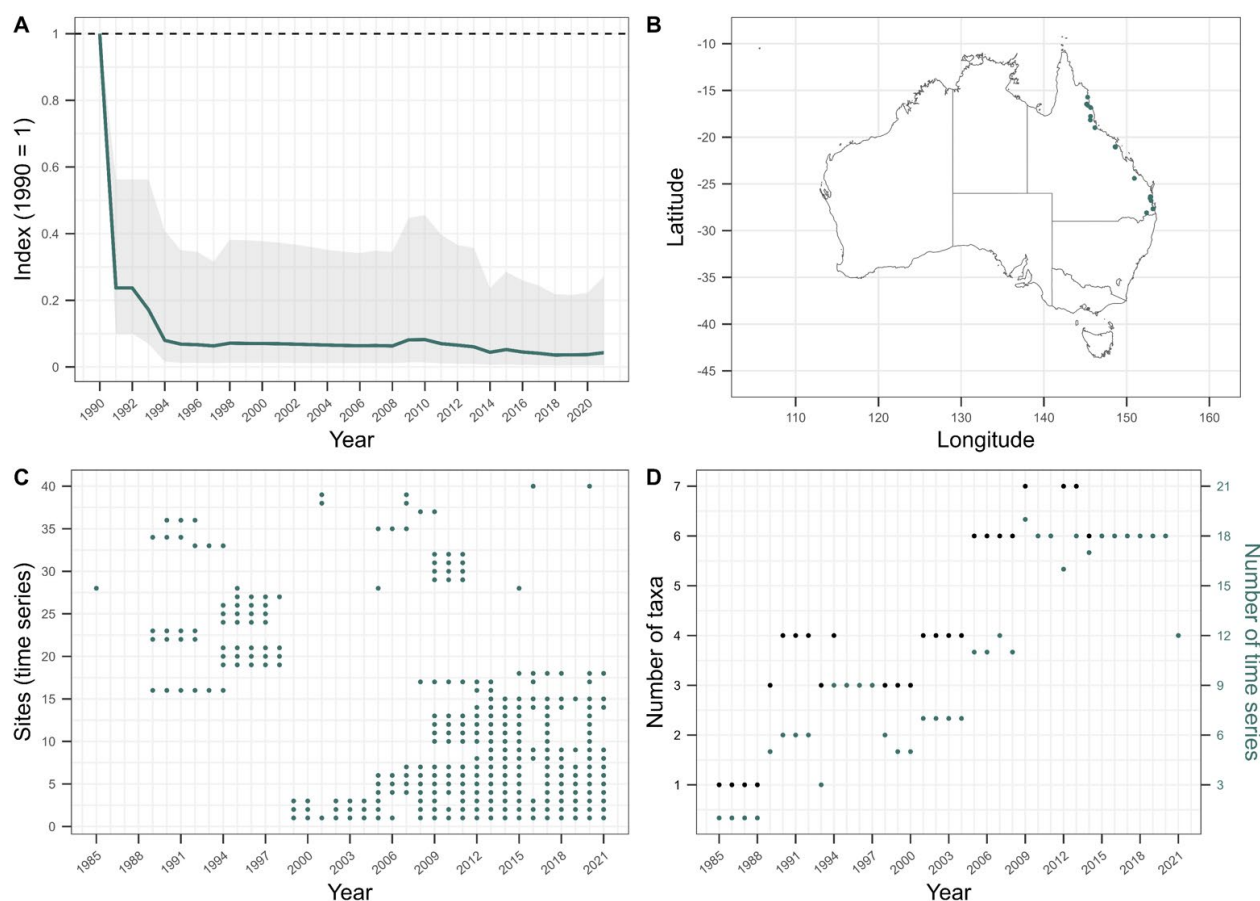 A
Index (1990 = 1)
1
0.8
0.6
0.4
0.2
0
1990 1992 1994 1996 1998 2000 2002 2004 2006 2008 2010 2012 2014 2016 2018 2020
Year
B
Latitude
-10
-15
-20
-25
-30
-35
-40
-45
110 120 130 140 150 160
Longitude
C
Sites (time series)
40
35
30
25
20
15
10
5
0
1985 1988 1991 1994 1997 2000 2003 2006 2009 2012 2015 2018 2021
Year
D
Number of taxa
7
6
5
4
3
2
1
21
18
15
12
9
6
3
Number of time series
1985 1988 1991 1994 1997 2000 2003 2006 2009 2012 2015 2018 2021
Year